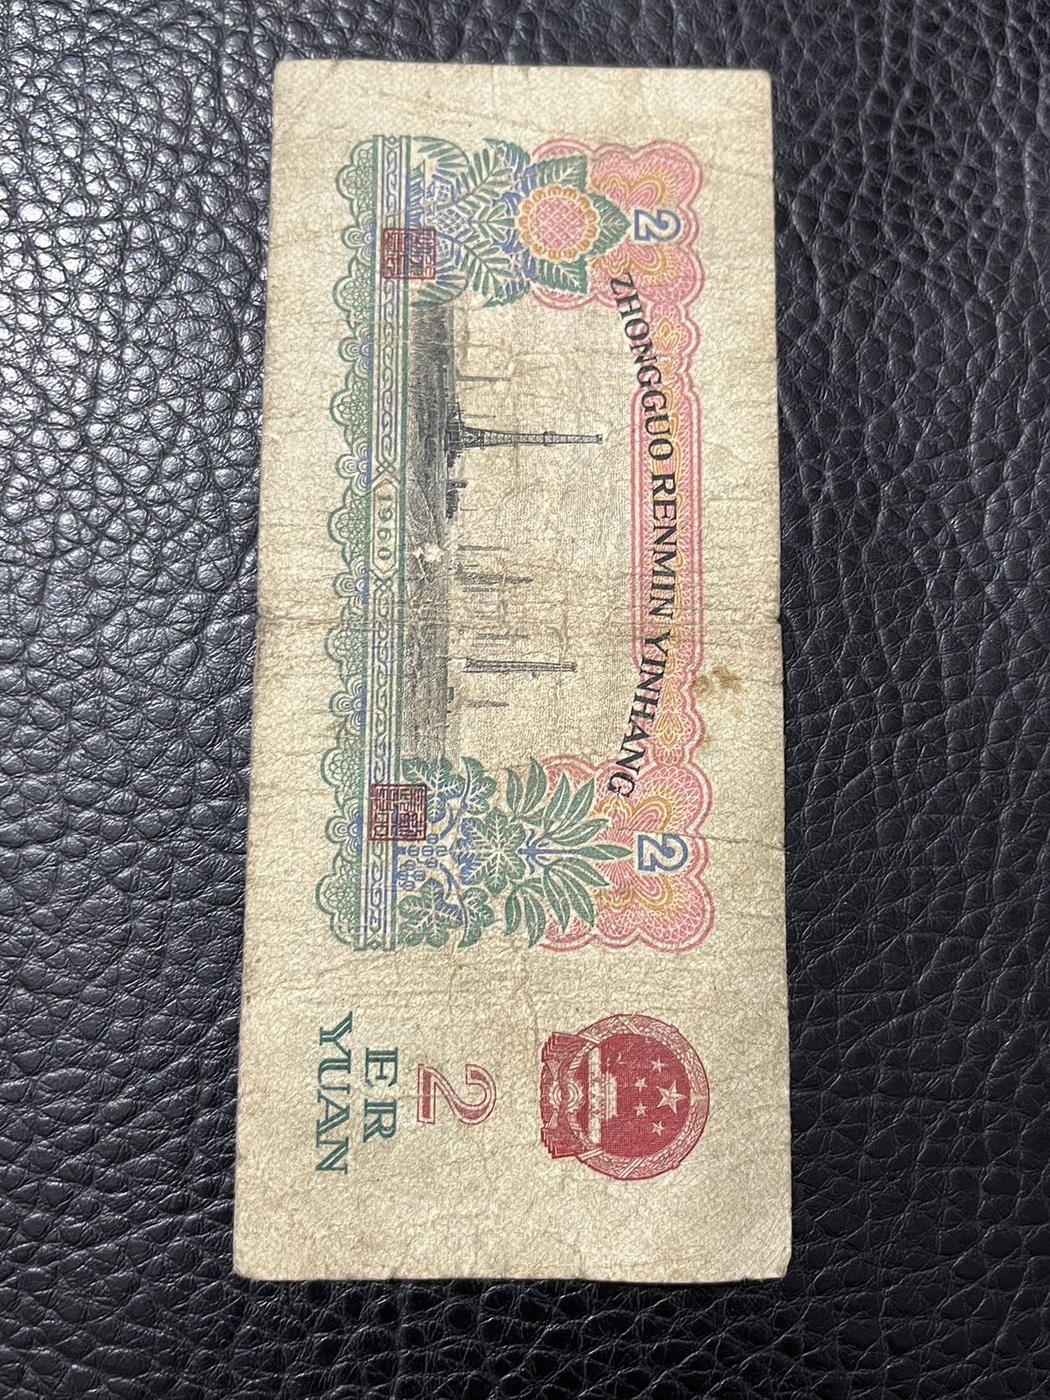 ZHONGGUO RENMIN YINHANG
2
2
1960
2
ER
YUAN